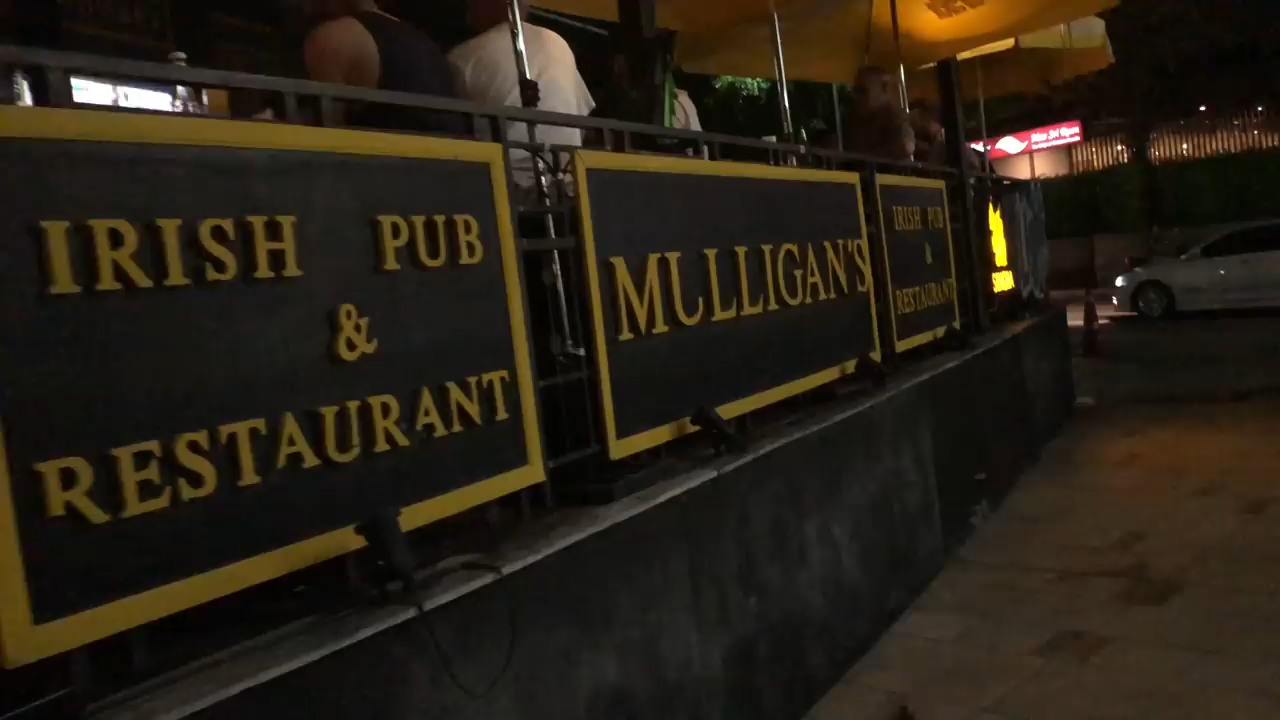 IRISH PUB
&
RESTAURANT
MULLIGAN'S
IRISH PUB
&
RESTAURANT